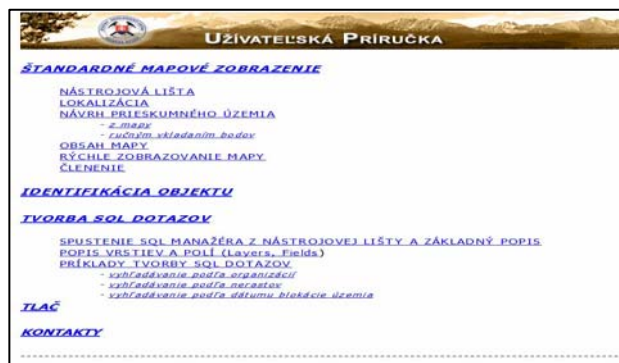 UŽÍVATEĽSKÁ PRÍRUČKA
ŠTANDARDNÉ MAPOVÉ ZOBRAZENIE
NÁSTROJOVÁ LIŠTA
LOKALIZÁCIA
NÁVRH PRIESKUMNÉHO ÚZEMIA
- z mapy
- ručným vkladaním bodov
OBSAH MAPY
RÝCHLE ZOBRAZOVANIE MAPY
ČLENENIE
IDENTIFIKÁCIA OBJEKTU
TVORBA SQL DOTAZOV
SPUSTENIE SQL MANAŽÉRA Z NÁSTROJOVEJ LIŠTY A ZÁKLADNÝ POPIS
POPIS VRSTIEV A POLÍ (Layers, Fields)
PRÍKLADY TVORBY SQL DOTAZOV
- vyhľadávanie podľa organizácií
- vyhľadávanie podľa nerastov
- vyhľadávanie podľa dátumu blokácie územia
TLAČ
KONTAKTY